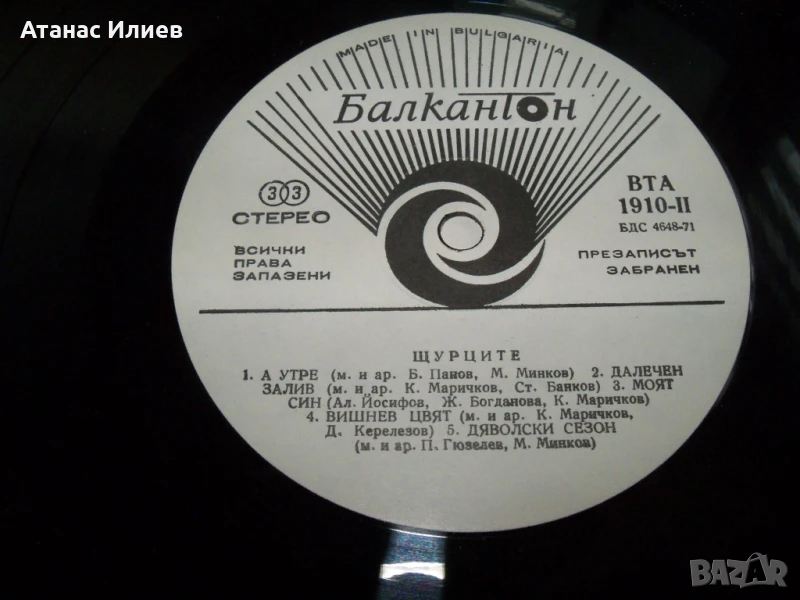 Атанас Илиев
MADE IN BULGARIA
Балкантон
33
СТЕРЕО
ВСИЧКИ
ПРАВА
ЗАПАЗЕНИ
ВТА
1910-II
БДС 4648-71
ПРЕЗАПИСЪТ
ЗАБРАНЕН
ЩУРЦИТЕ
1. А УТРЕ (м. и ар. Б. Панов, М. Минков) 2. ДАЛЕЧЕН
ЗАЛИВ (м. и ар. К. Маричков, Ст. Банков) 3. МОЯТ
СИН (Ал. Йосифов, Ж. Богданова, К. Маричков)
4. ВИШНЕВ ЦВЯТ (м. и ар. К. Маричков,
Д. Керелезов) 5. ДЯВОЛСКИ СЕЗОН
(м. и ар. П. Гюзелев, М. Минков)
BAZAR